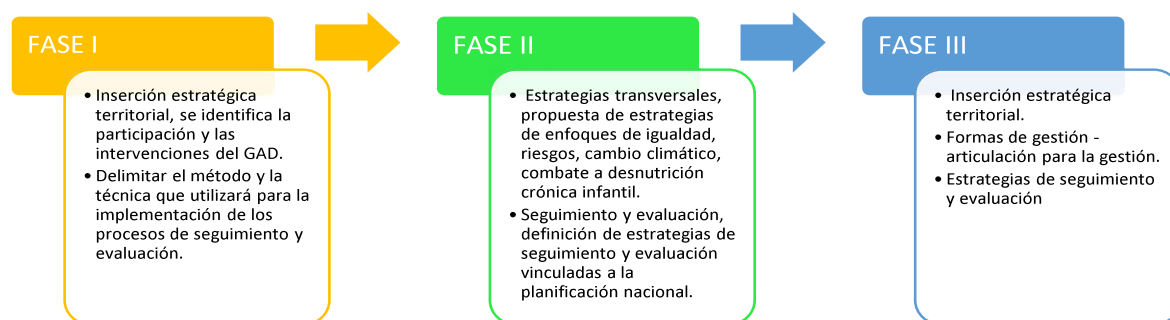 FASE I
• Inserción estratégica
territorial, se identifica la
participación y las
intervenciones del GAD.
• Delimitar el método y la
técnica que utilizará para la
implementación de los
procesos de seguimiento y
evaluación.
FASE II
• Estrategias transversales,
propuesta de estrategias
de enfoques de igualdad,
riesgos, cambio climático,
combate a desnutrición
crónica infantil.
• Seguimiento y evaluación,
definición de estrategias de
seguimiento y evaluación
vinculadas a la
planificación nacional.
FASE III
• Inserción estratégica
territorial.
• Formas de gestión -
articulación para la gestión.
• Estrategias de seguimiento
y evaluación